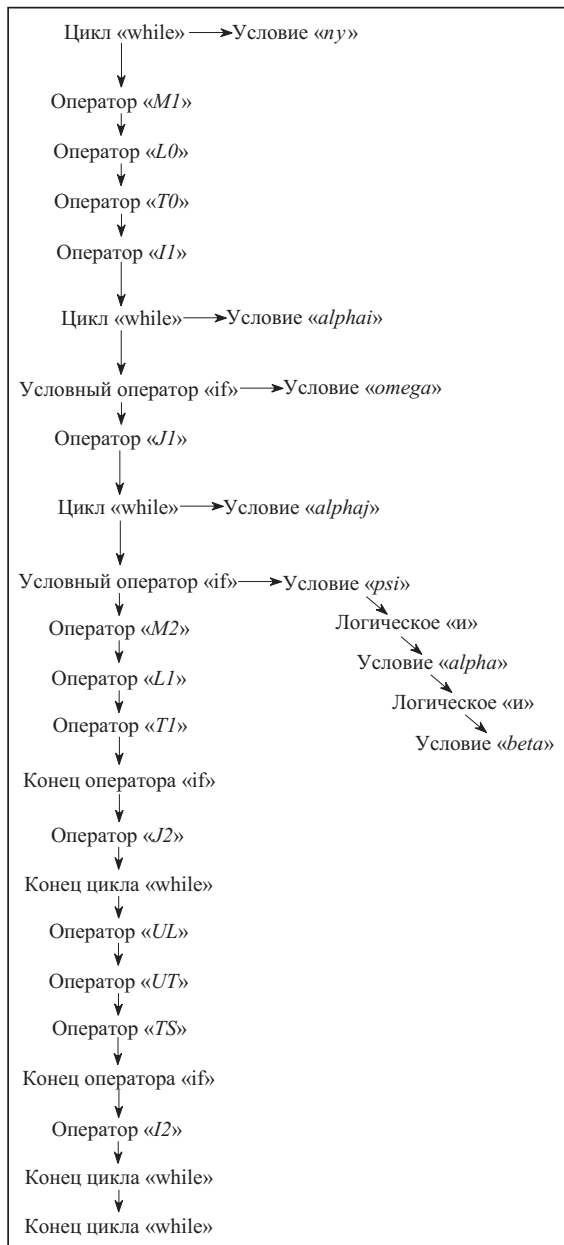 Цикл «while» Условие «ny»
Оператор «M1»
Оператор «L0»
Оператор «T0»
Оператор «I1»
Цикл «while» Условие «alphai»
Условный оператор «if» Условие «omega»
Оператор «J1»
Цикл «while» Условие «alphaj»
Условный оператор «if» Условие «psi»
Логическое «и»
Оператор «M2»
Условие «alpha»
Оператор «L1»
Логическое «и»
Оператор «T1»
Условие «beta»
Конец оператора «if»
Оператор «J2»
Конец цикла «while»
Оператор «UL»
Оператор «UT»
Оператор «TS»
Конец оператора «if»
Оператор «I2»
Конец цикла «while»
Конец цикла «while»